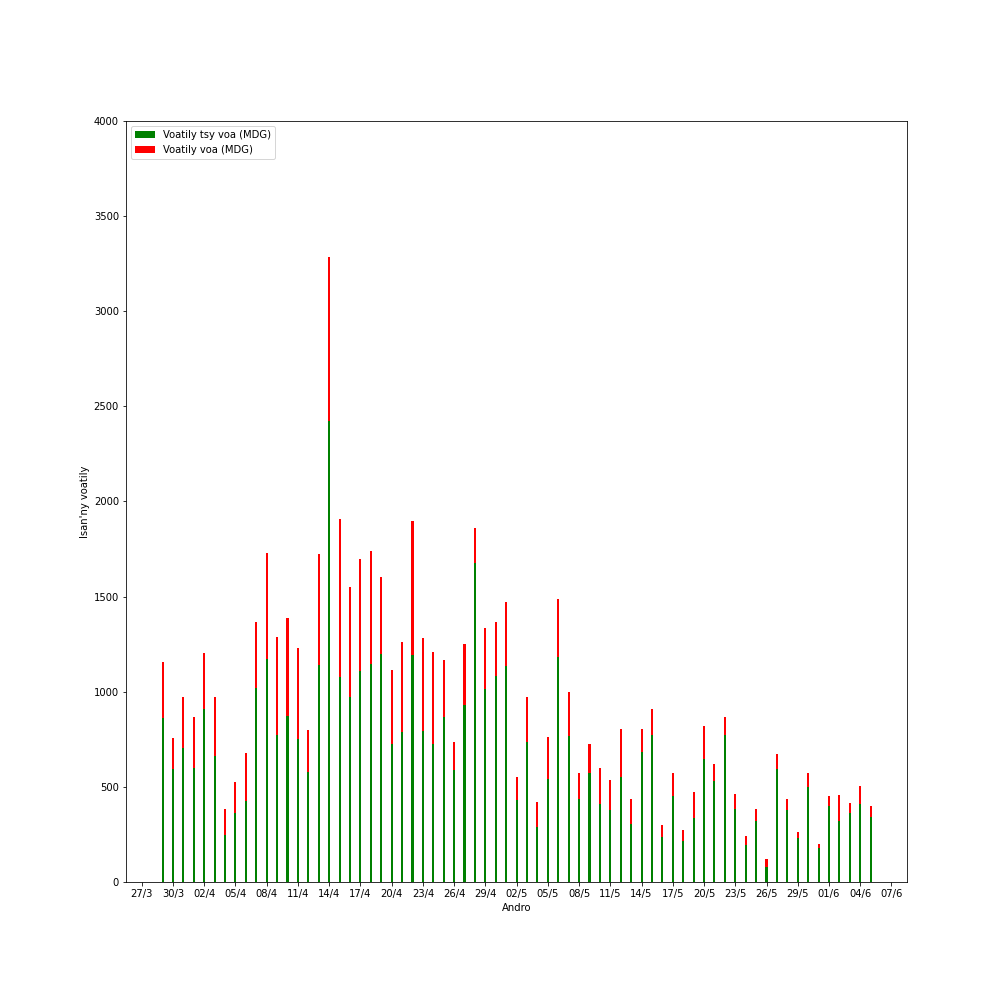 Voatily tsy voa (MDG)
Voatily voa (MDG)
4000
3500
3000
2500
2000
1500
1000
500
0
Isan'ny voatily
27/3 30/3 02/4 05/4 08/4 11/4 14/4 17/4 20/4 23/4 26/4 29/4 02/5 05/5 08/5 11/5 14/5 17/5 20/5 23/5 26/5 29/5 01/6 04/6 07/6
Andro